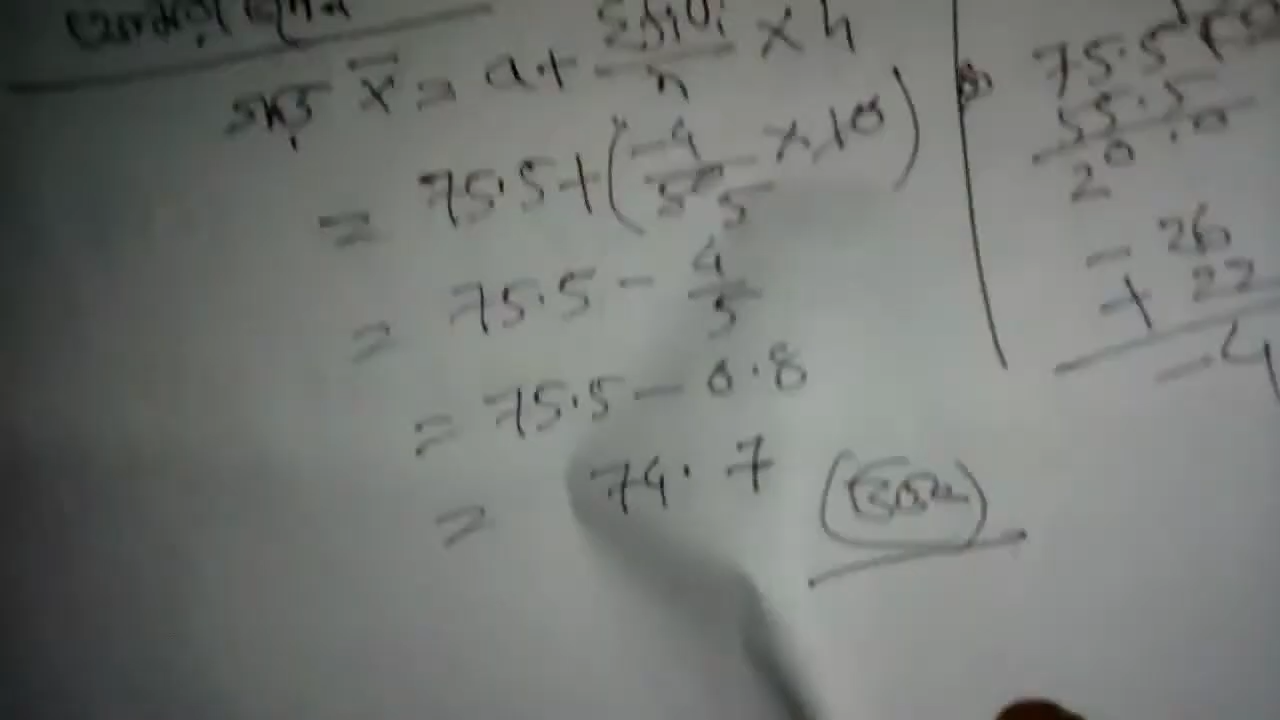 x̄ = a + Σfiui/n × h
= 75.5 + (-4/50 5 × 10)
= 75.5 - 4/5
= 75.5 - 0.8
= 74.7
75.5
55.5
20.0
- 26
+ 22
- 4